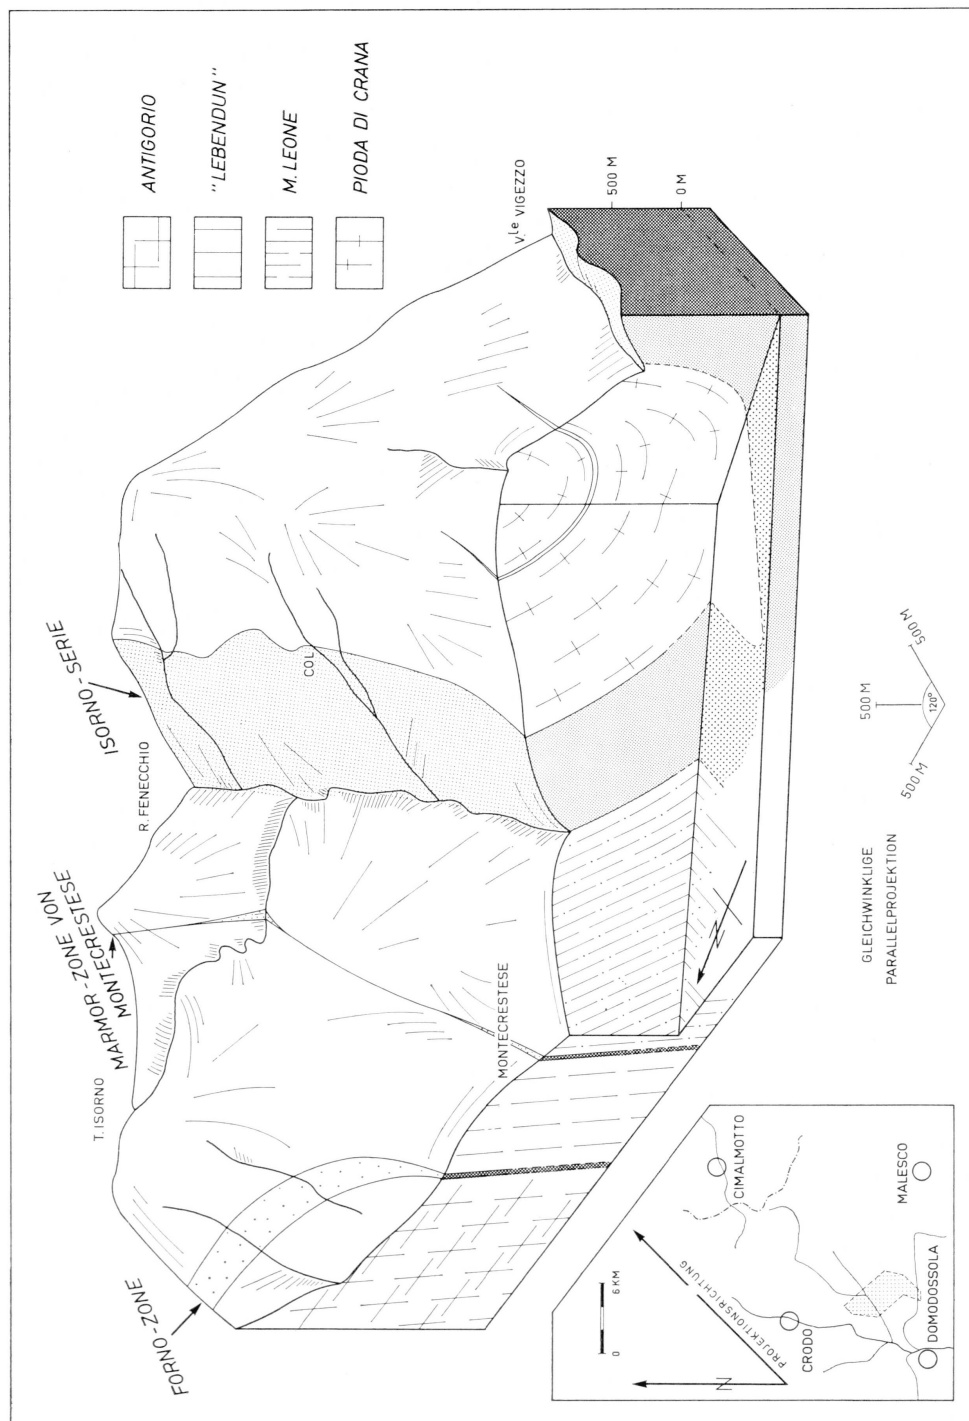 ANTIGORIO
"LEBENDUN"
M. LEONE
PIODA DI CRANA
FORNO-ZONE
T. ISORNO
MARMOR-ZONE VON
MONTECRESTESE
R. FENECCHIO
ISORNO-SERIE
COL
MONTECRESTESE
V.le VIGEZZO
500 M
0 M
N
GLEICHWINKLIGE
PARALLELPROJEKTION
500 M
500 M
500 M
120°
0 6 KM
N
PROJEKTIONSRICHTUNG
CRODO
CIMALMOTTO
DOMODOSSOLA
MALESCO